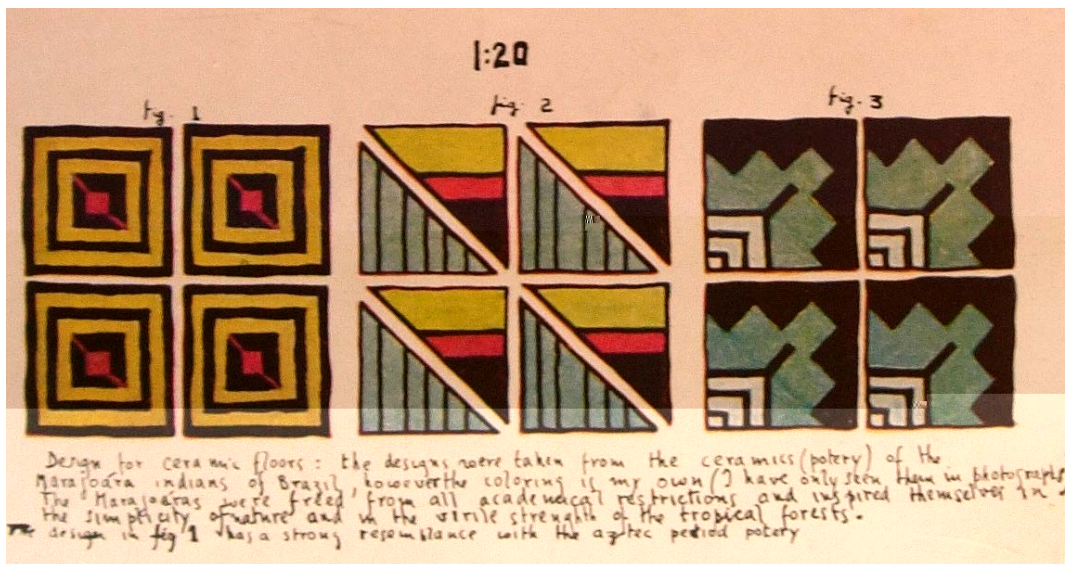 1:20
fig. 1
fig. 2
fig. 3
Design for ceramic floors: the designs were taken from the ceramics (potery) of the
Marajoara indians of Brazil, however the coloring is my own (I have only seen them in photographs
The Marajoaras were freed from all academical restrictions and inspired themselves in
the simplicity of nature and in the virile strength of the tropical forests.
The design in fig 1 has a strong resemblance with the aztec period potery